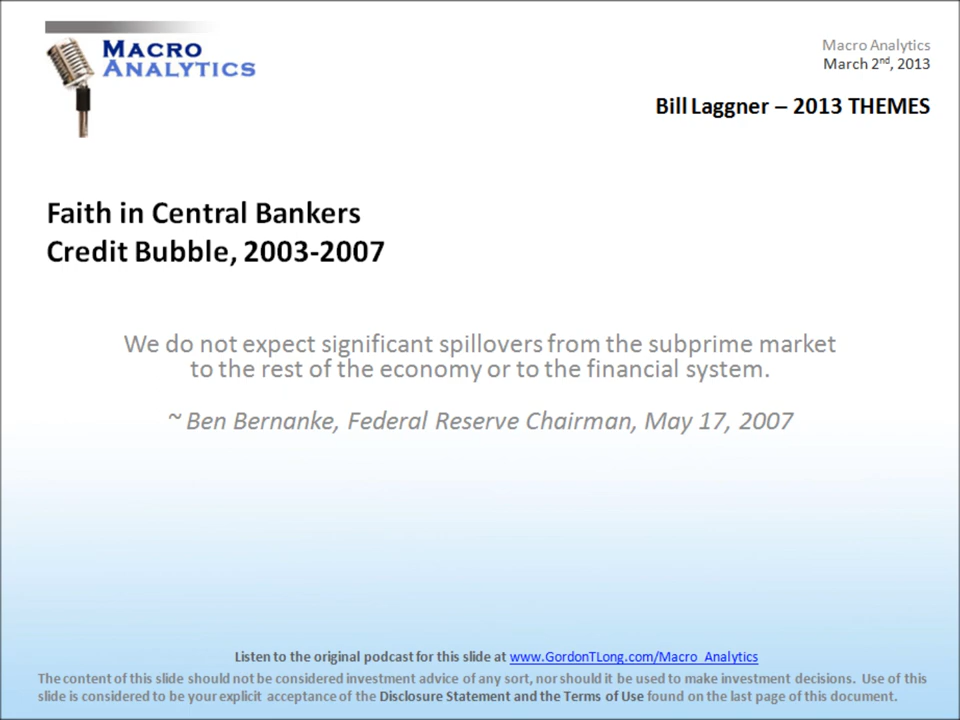 MACRO
ANALYTICS
Macro Analytics
March 2nd, 2013
Bill Laggner – 2013 THEMES
Faith in Central Bankers
Credit Bubble, 2003-2007
We do not expect significant spillovers from the subprime market
to the rest of the economy or to the financial system.
~ Ben Bernanke, Federal Reserve Chairman, May 17, 2007
Listen to the original podcast for this slide at www.GordonTLong.com/Macro_Analytics
The content of this slide should not be considered investment advice of any sort, nor should it be used to make investment decisions. Use of this
slide is considered to be your explicit acceptance of the Disclosure Statement and the Terms of Use found on the last page of this document.